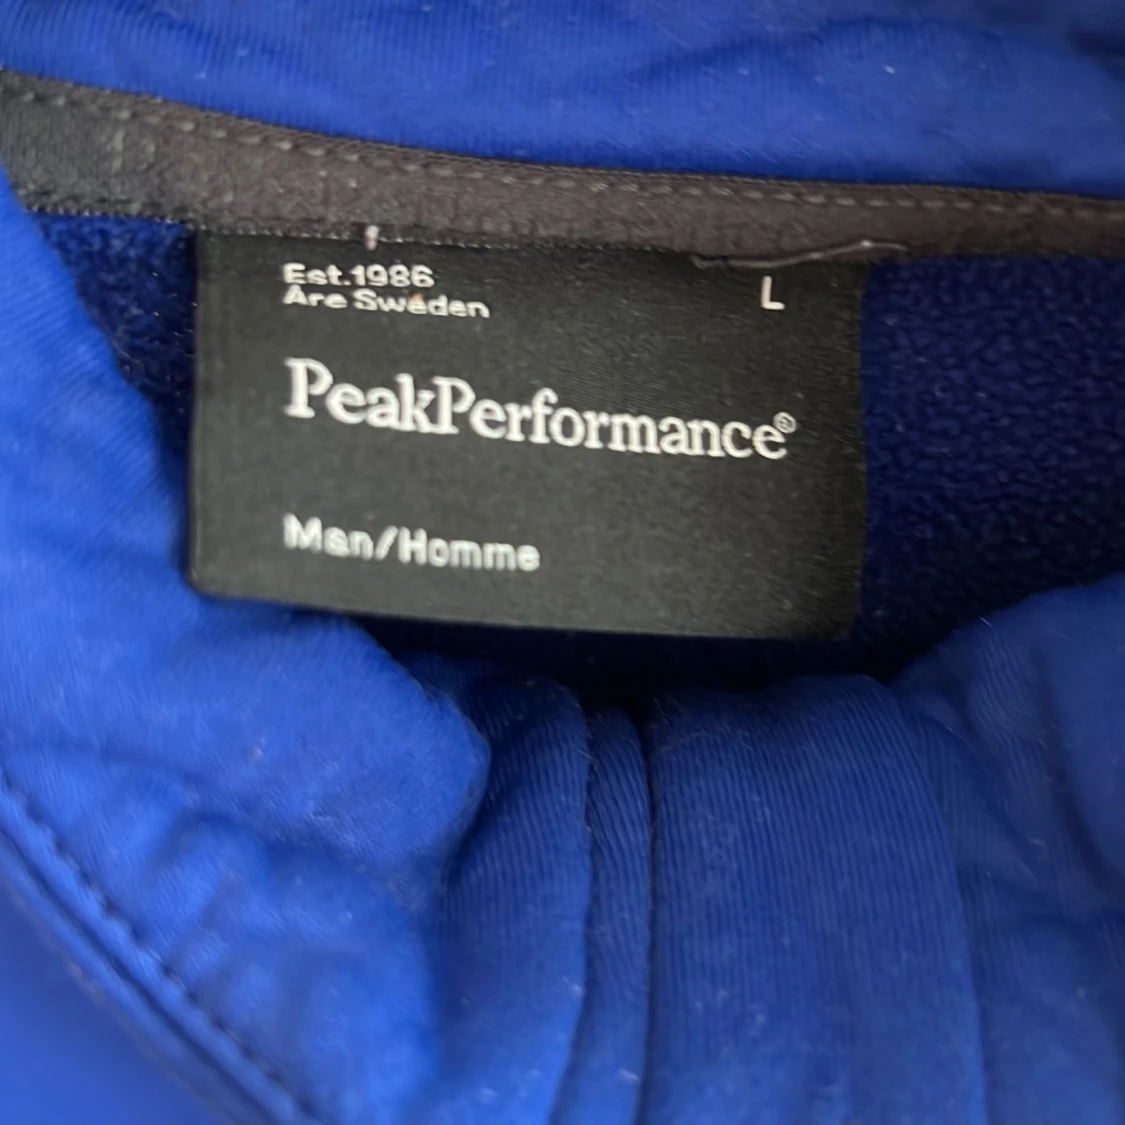 Est.1986
L
Åre Sweden
PeakPerformance®
Man/Homme